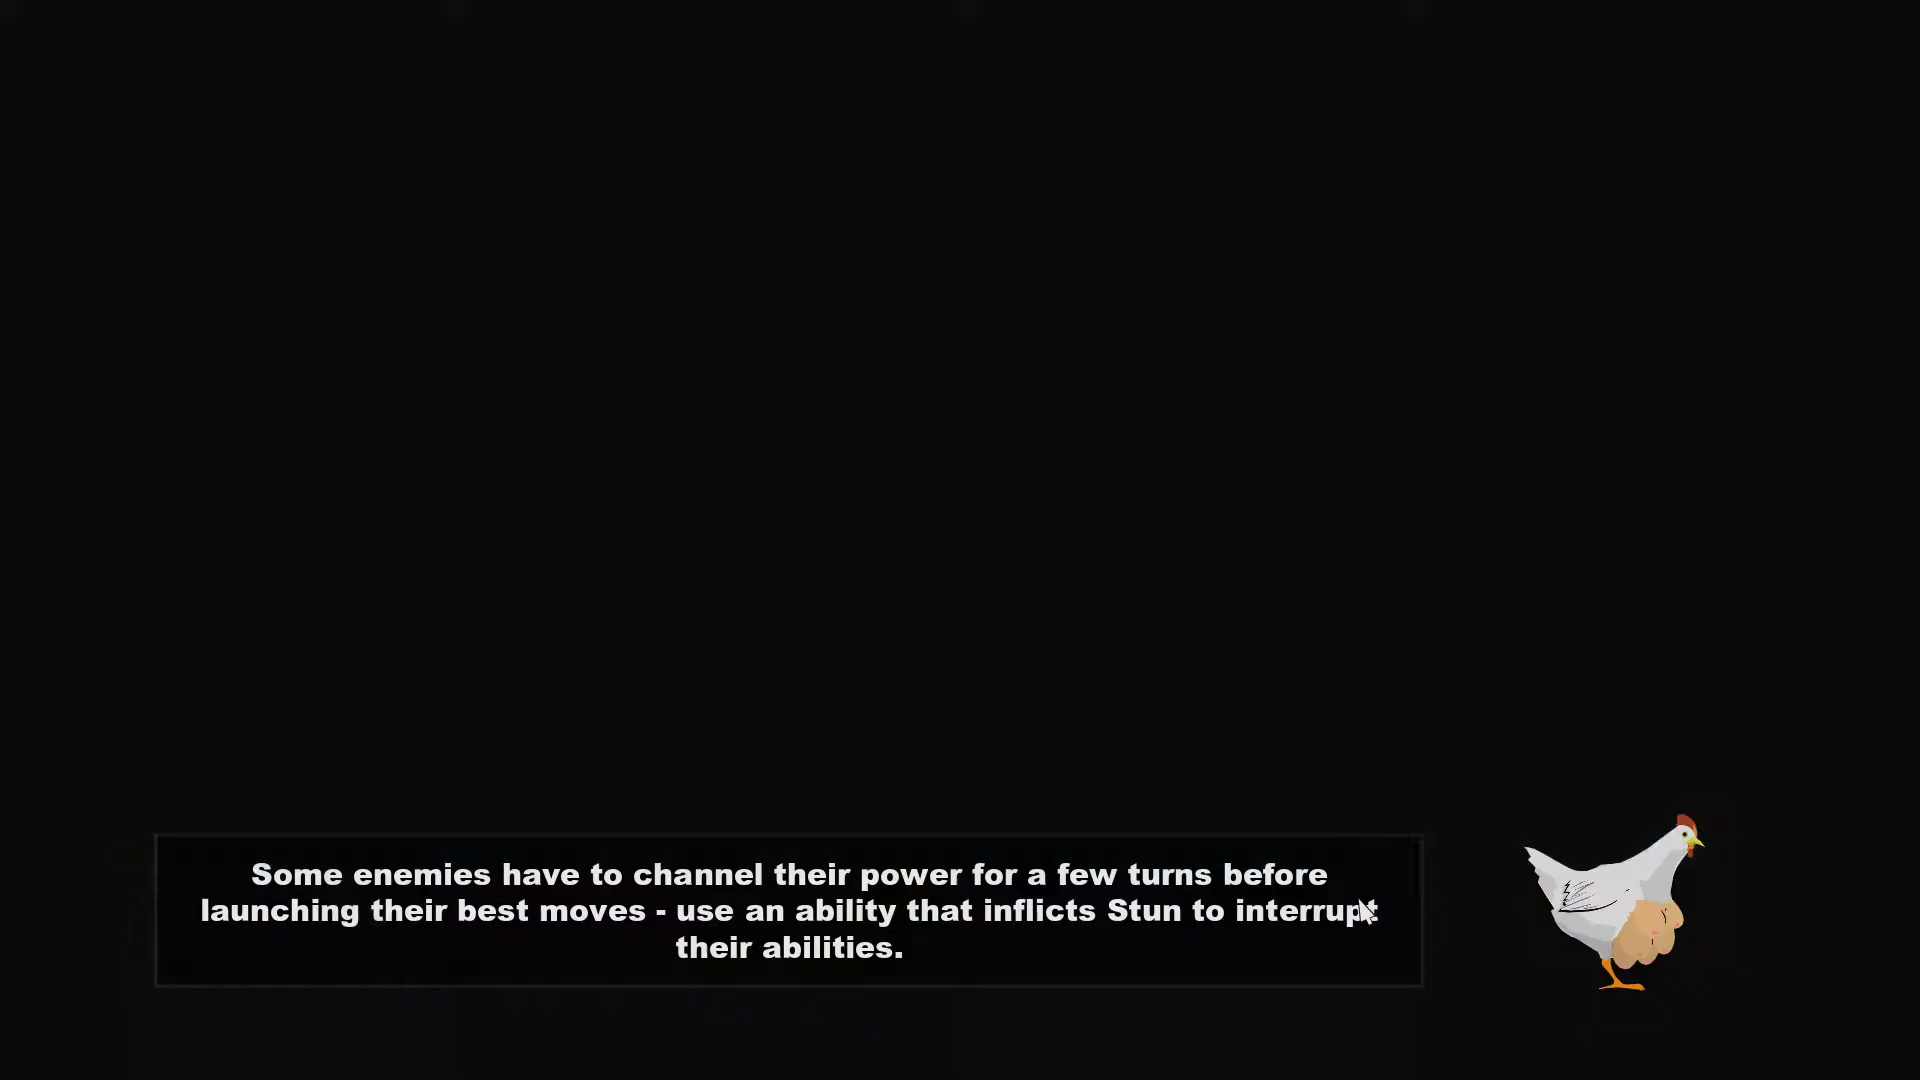 Some enemies have to channel their power for a few turns before
launching their best moves - use an ability that inflicts Stun to interrupt
their abilities.